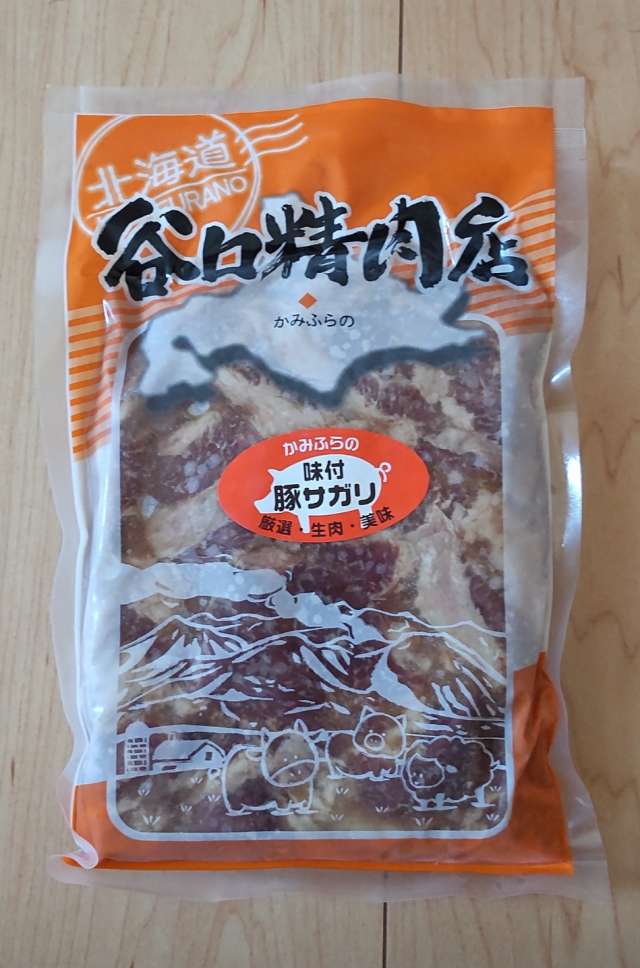 北海道
FURANO
谷口精肉店
かみふらの
かみふらの
味付
豚サガリ
厳選・生肉・美味